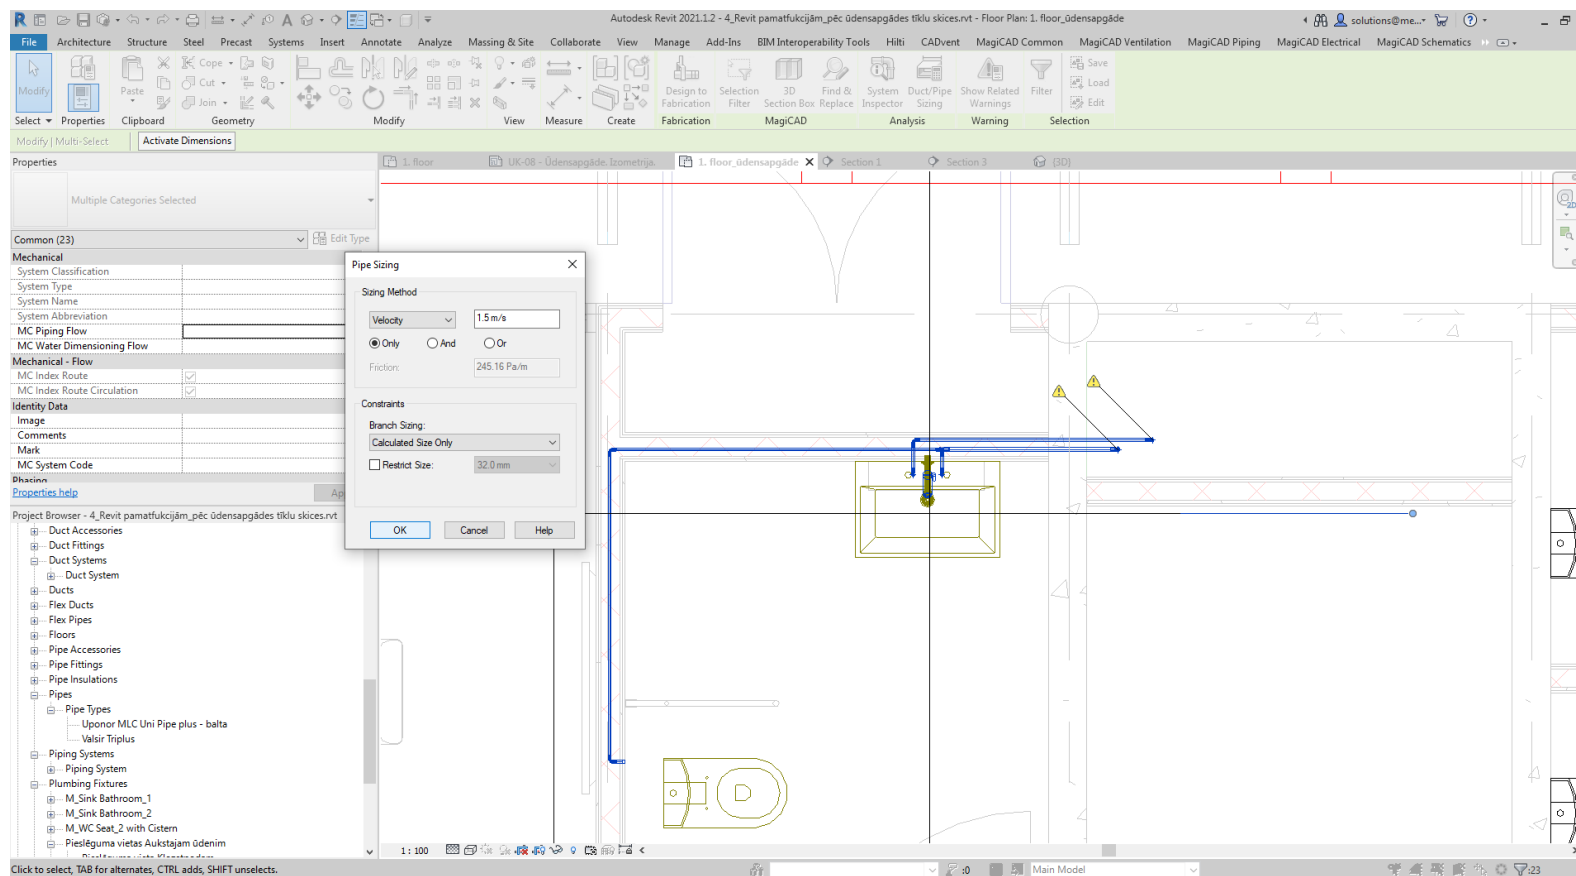 Autodesk Revit 2021.1.2 - 4_Revit pamatfukcijām_pēc ūdensapgādes tīklu skices.rvt - Floor Plan: 1. floor_ūdensapgāde
solutions@me...
File Architecture Structure Steel Precast Systems Insert Annotate Analyze Massing & Site Collaborate View Manage Add-Ins BIM Interoperability Tools Hilti CADvent MagiCAD Common MagiCAD Ventilation MagiCAD Piping MagiCAD Electrical MagiCAD Schematics
Modify
Paste
Cope
Cut
Join
Design to Fabrication
Selection Filter
3D Section Box
Find & Replace
System Inspector
Duct/Pipe Sizing
Show Related Warnings
Filter
Save
Load
Edit
Select Properties Clipboard Geometry Modify View Measure Create Fabrication MagiCAD Analysis Warning Selection
Modify | Multi-Select Activate Dimensions
Properties
1. floor
UK-08 - Ūdensapgāde. Izometrija.
1. floor_ūdensapgāde
Section 1
Section 3
{3D}
Multiple Categories Selected
Common (23)
Edit Type
Mechanical
System Classification
System Type
System Name
System Abbreviation
MC Piping Flow
MC Water Dimensioning Flow
Mechanical - Flow
MC Index Route
MC Index Route Circulation
Identity Data
Image
Comments
Mark
MC System Code
Phasing
Properties help
Ap
Pipe Sizing
Sizing Method
Velocity 1.5 m/s
Only And Or
Friction: 245.16 Pa/m
Constraints
Branch Sizing:
Calculated Size Only
Restrict Size: 32.0 mm
OK Cancel Help
Project Browser - 4_Revit pamatfukcijām_pēc ūdensapgādes tīklu skices.rvt
Duct Accessories
Duct Fittings
Duct Systems
Duct System
Ducts
Flex Ducts
Flex Pipes
Floors
Pipe Accessories
Pipe Fittings
Pipe Insulations
Pipes
Pipe Types
Uponor MLC Uni Pipe plus - balta
Valsir Triplus
Piping Systems
Piping System
Plumbing Fixtures
M_Sink Bathroom_1
M_Sink Bathroom_2
M_WC Seat_2 with Cistern
Pieslēguma vietas Aukstajam ūdenim
1 : 100
Click to select, TAB for alternates, CTRL adds, SHIFT unselects.
:0
Main Model
:23